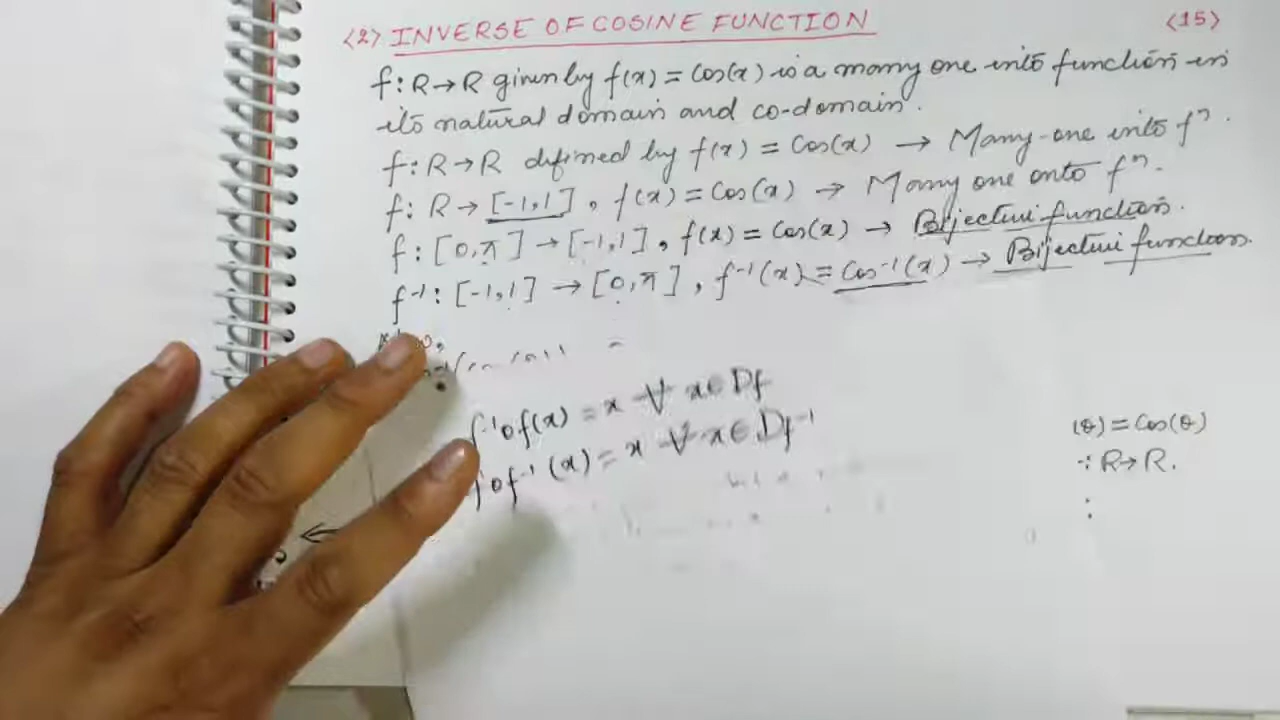 <2> INVERSE OF COSINE FUNCTION <15>
f: R→R given by f(x) = Cos(x) is a many one into function in
its natural domain and co-domain.
f: R→R defined by f(x) = Cos(x) → Many-one into fⁿ.
f: R→[-1,1], f(x) = Cos(x) → Many one onto fⁿ.
f: [0,π]→[-1,1], f(x) = Cos(x) → Bijective function.
f⁻¹: [-1,1]→[0,π], f⁻¹(x) = Cos⁻¹(x) → Bijective function.
f⁻¹of(x) = x ∀ x∈Df
fof⁻¹(x) = x ∀ x∈Df⁻¹
(θ) = Cos(θ)
: R→R.